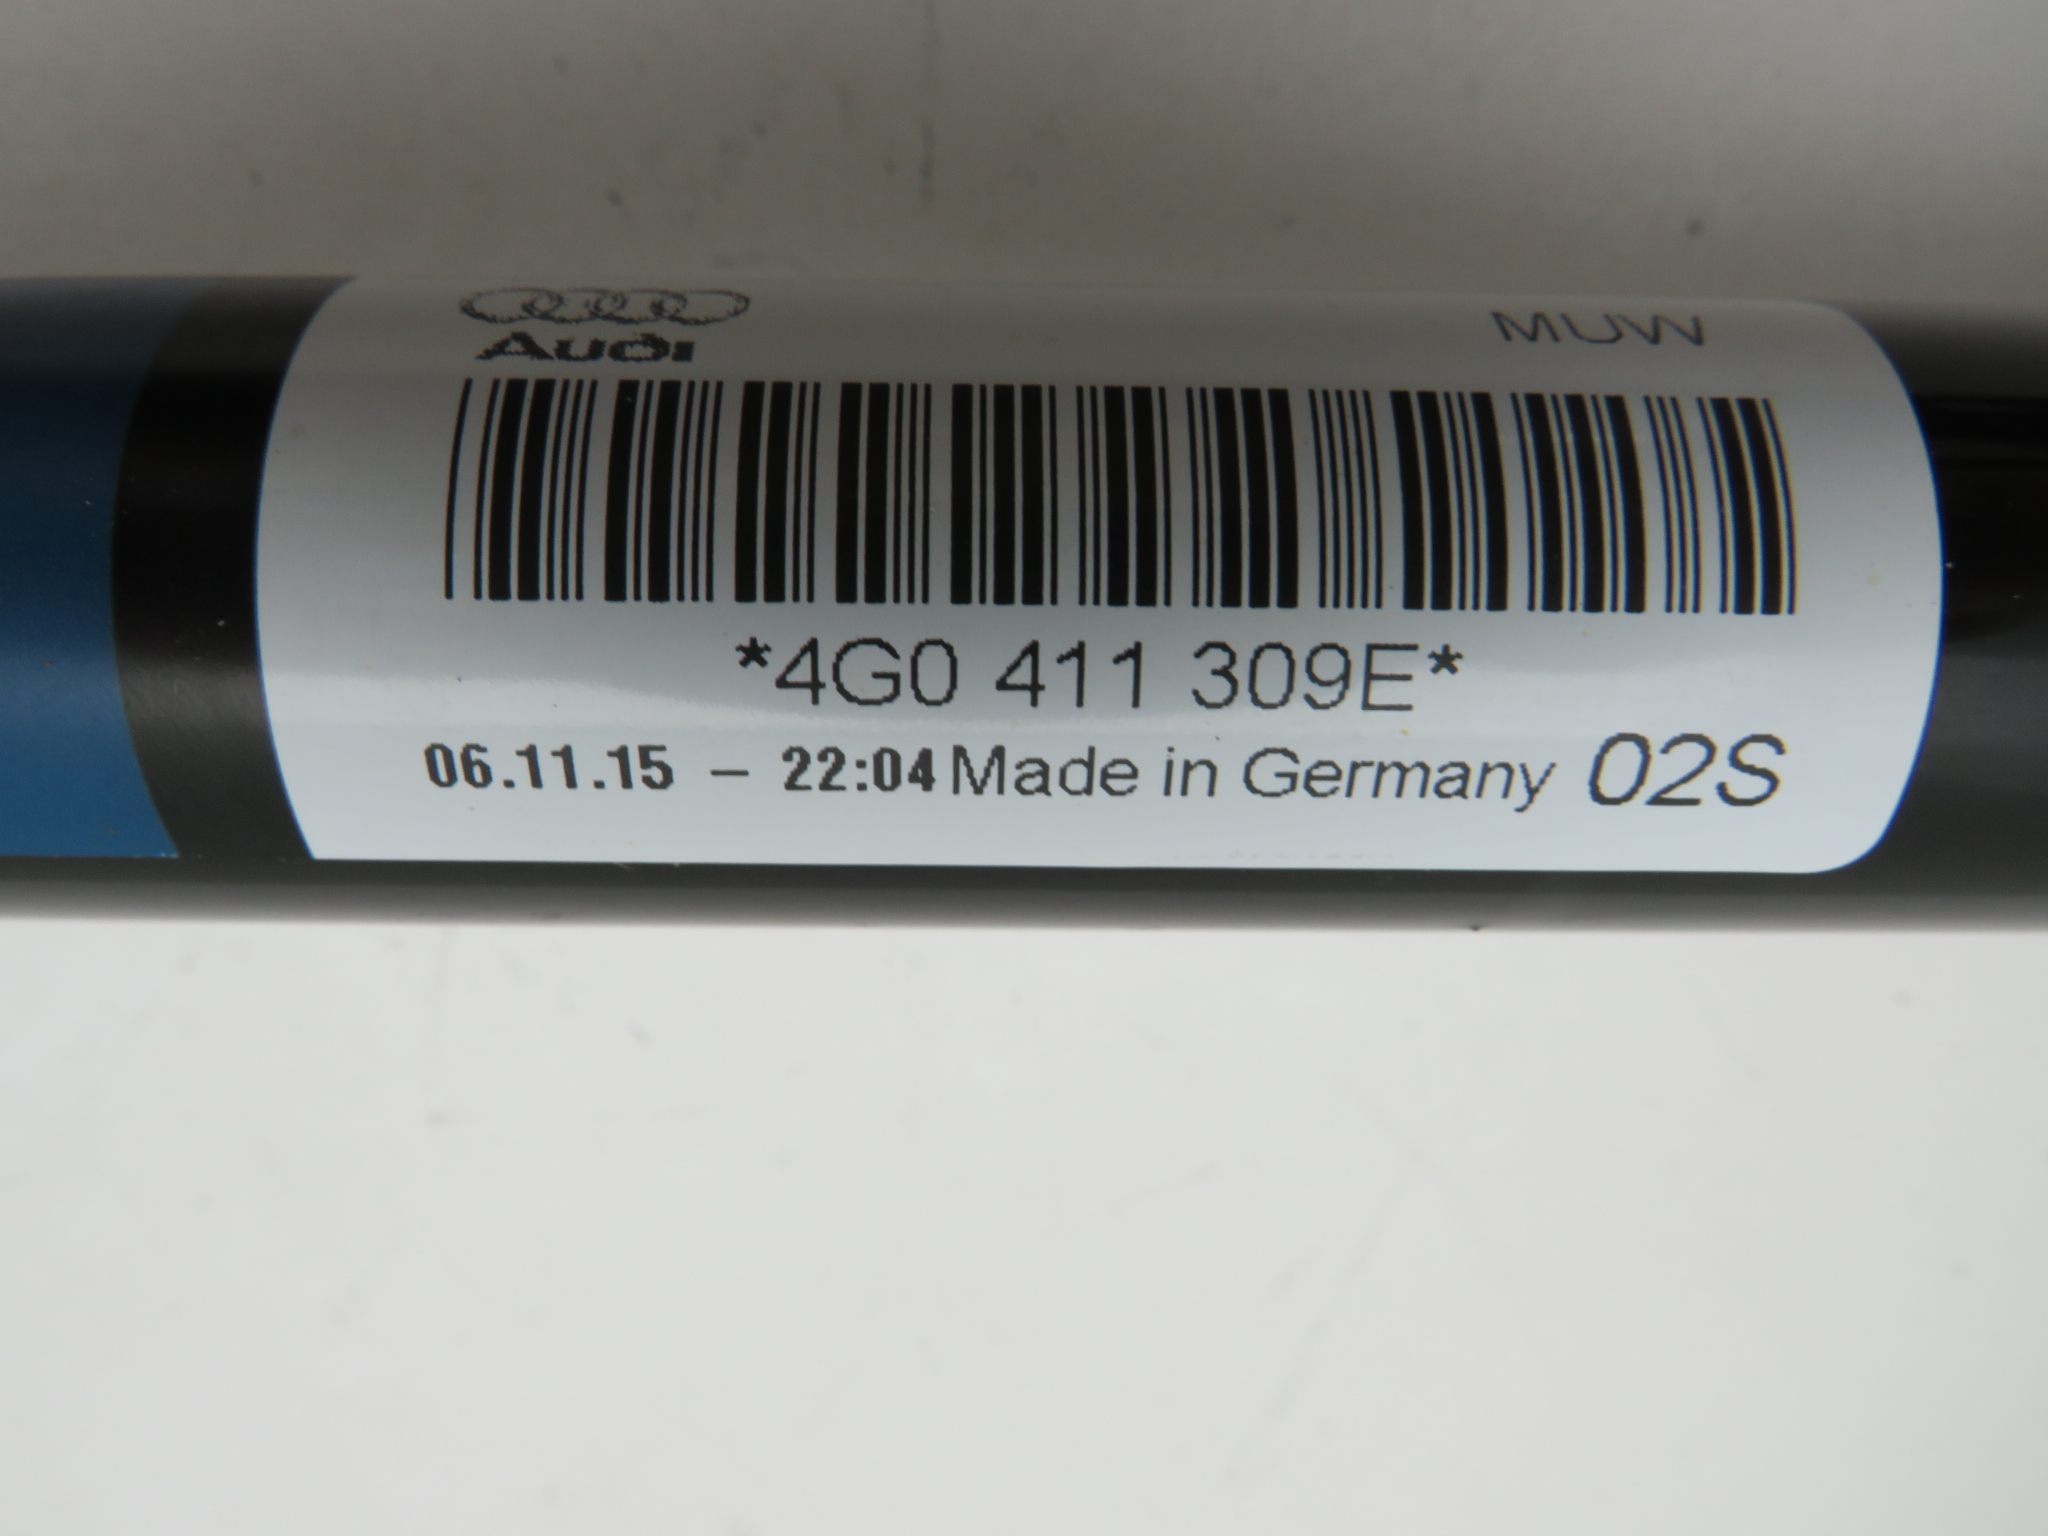 Audi
MUW
*4G0 411 309E*
06.11.15 – 22:04 Made in Germany 02S